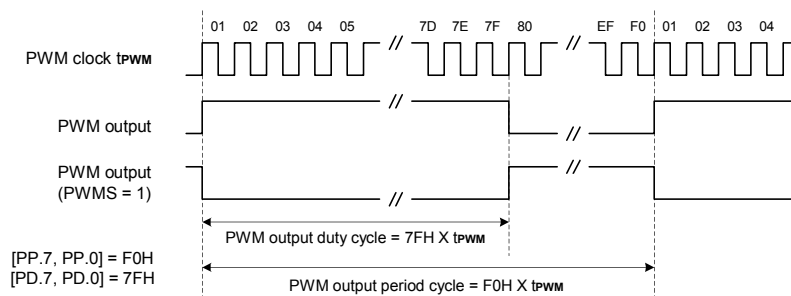 01 02 03 04 05 // 7D 7E 7F 80 // EF F0 01 02 03 04
PWM clock tPWM
PWM output // //
PWM output
(PWMS = 1) // //
PWM output duty cycle = 7FH X tPWM
[PP.7, PP.0] = F0H
[PD.7, PD.0] = 7FH
PWM output period cycle = F0H X tPWM